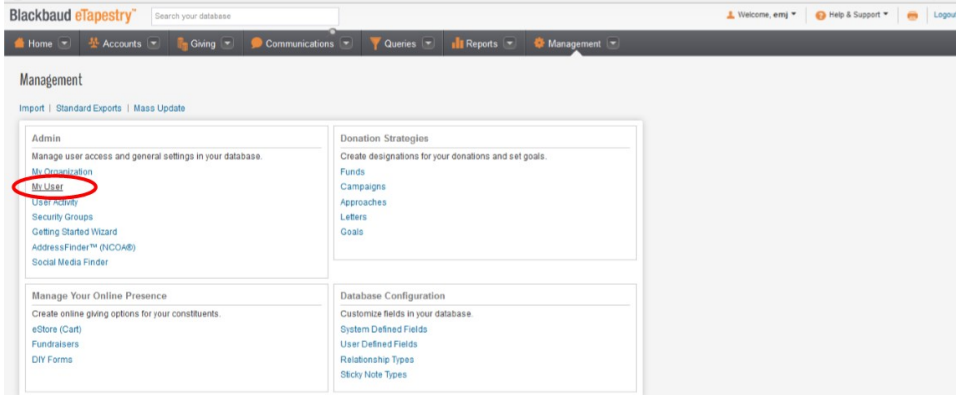 Blackbaud eTapestry™ Search your database Welcome, emj Help & Support Logou
Home Accounts Giving Communications Queries Reports Management
Management
Import | Standard Exports | Mass Update
Admin
Manage user access and general settings in your database.
My Organization
My User
User Activity
Security Groups
Getting Started Wizard
AddressFinder™ (NCOA®)
Social Media Finder
Donation Strategies
Create designations for your donations and set goals.
Funds
Campaigns
Approaches
Letters
Goals
Manage Your Online Presence
Create online giving options for your constituents.
eStore (Cart)
Fundraisers
DIY Forms
Database Configuration
Customize fields in your database.
System Defined Fields
User Defined Fields
Relationship Types
Sticky Note Types